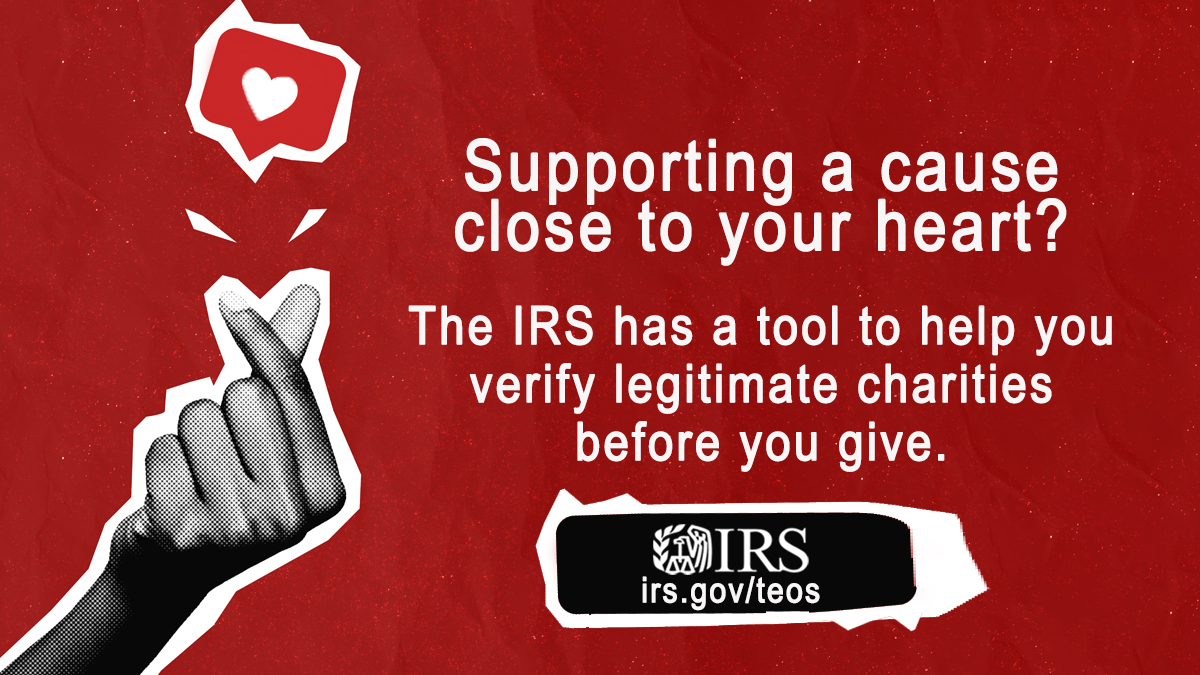 Supporting a cause
close to your heart?
The IRS has a tool to help you
verify legitimate charities
before you give.
IRS
irs.gov/teos